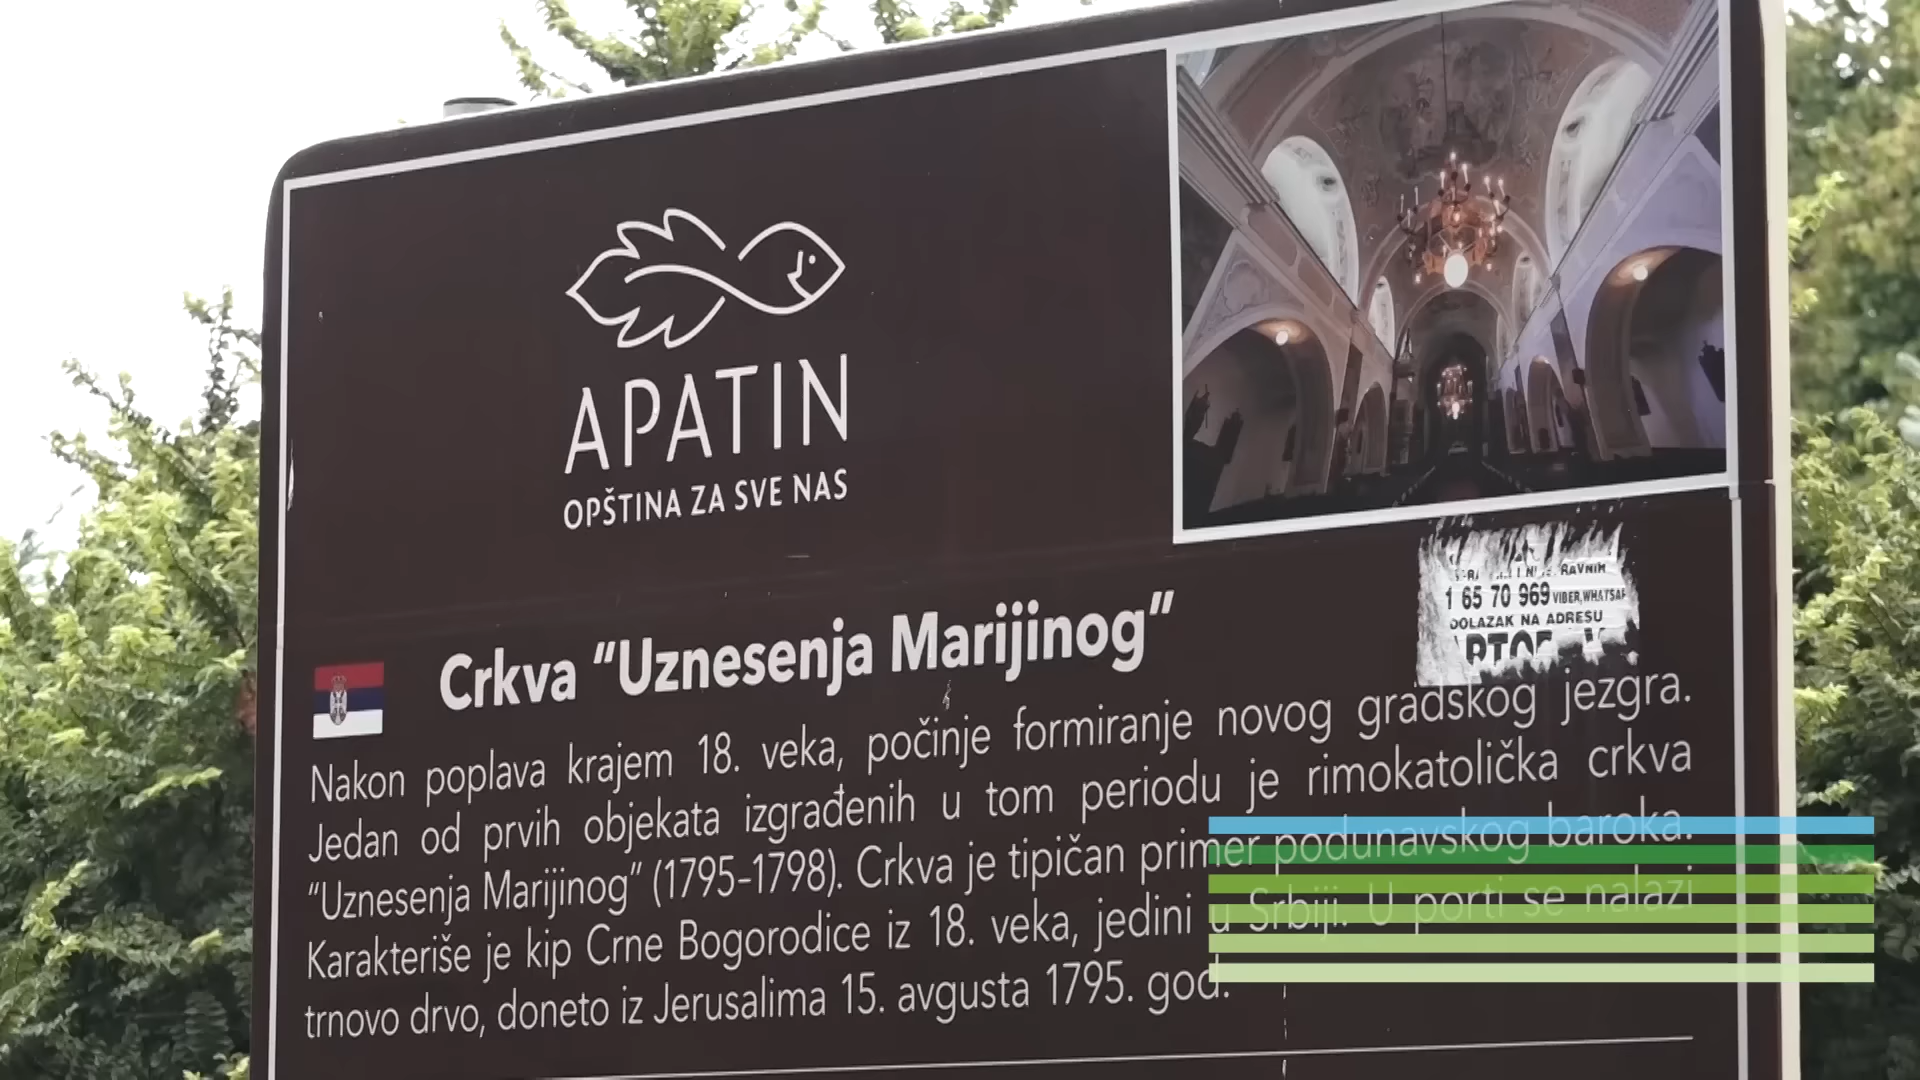 APATIN
OPŠTINA ZA SVE NAS
RAVNIH
1 65 70 969 VIBER, WHATSAP
DOLAZAK NA ADRESU
Crkva “Uznesenja Marijinog”
Nakon poplava krajem 18. veka, počinje formiranje novog gradskog jezgra.
Jedan od prvih objekata izgrađenih u tom periodu je rimokatolička crkva
“Uznesenja Marijinog” (1795-1798). Crkva je tipičan primer podunavskog baroka.
Karakteriše je kip Crne Bogorodice iz 18. veka, jedini u Srbiji. U porti se nalazi
trnovo drvo, doneto iz Jerusalima 15. avgusta 1795. god.